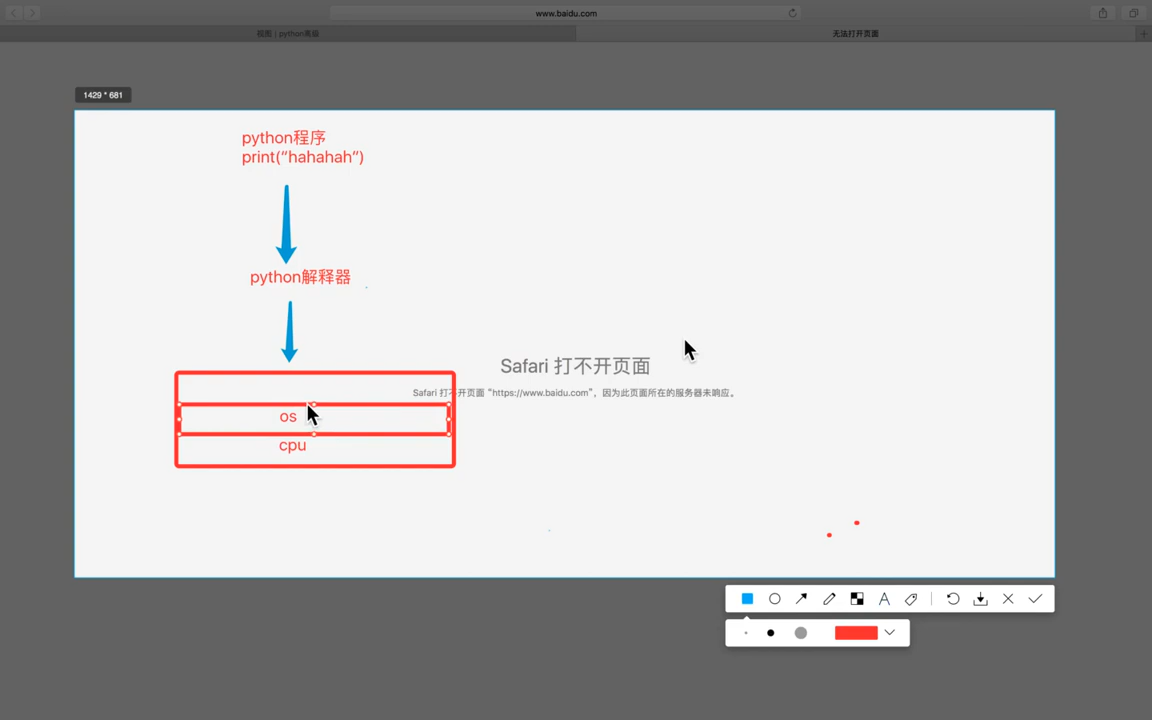 www.baidu.com
视图 | python高级
无法打开页面
1429 * 681
python程序
print(“hahahah”)
python解释器
Safari 打不开页面
Safari 打不开页面 “https://www.baidu.com”，因为此页面所在的服务器未响应。
os
cpu